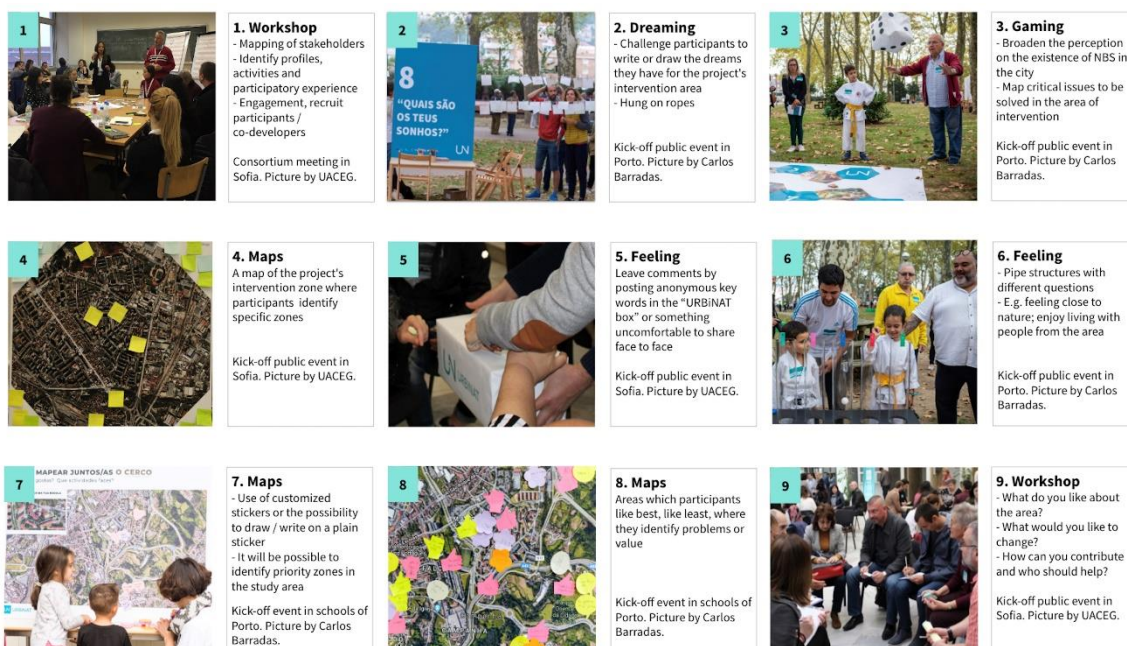 1
1. Workshop
- Mapping of stakeholders
- Identify profiles,
activities and
participatory experience
- Engagement, recruit
participants /
co-developers
Consortium meeting in
Sofia. Picture by UACEG.
2
8
"QUAIS SÃO
OS TEUS
SONHOS?"
UN
2. Dreaming
- Challenge participants to
write or draw the dreams
they have for the project's
intervention area
- Hung on ropes
Kick-off public event in
Porto. Picture by Carlos
Barradas.
3
UN
3. Gaming
- Broaden the perception
on the existence of NBS in
the city
- Map critical issues to be
solved in the area of
intervention
Kick-off public event in
Porto. Picture by Carlos
Barradas.
4
4. Maps
A map of the project's
intervention zone where
participants identify
specific zones
Kick-off public event in
Sofia. Picture by UACEG.
5
UN URBiNAT
5. Feeling
Leave comments by
posting anonymous key
words in the "URBiNAT
box" or something
uncomfortable to share
face to face
Kick-off public event in
Sofia. Picture by UACEG.
6
6. Feeling
- Pipe structures with
different questions
- E.g. feeling close to
nature; enjoy living with
people from the area
Kick-off public event in
Porto. Picture by Carlos
Barradas.
7
MAPEAR JUNTOS/AS O CERCO
gostas? Que actividades fazes?
7. Maps
- Use of customized
stickers or the possibility
to draw / write on a plain
sticker
- It will be possible to
identify priority zones in
the study area
Kick-off event in schools of
Porto. Picture by Carlos
Barradas.
8
8. Maps
Areas which participants
like best, like least, where
they identify problems or
value
Kick-off event in schools of
Porto. Picture by Carlos
Barradas.
9
9. Workshop
- What do you like about
the area?
- What would you like to
change?
- How can you contribute
and who should help?
Kick-off public event in
Sofia. Picture by UACEG.